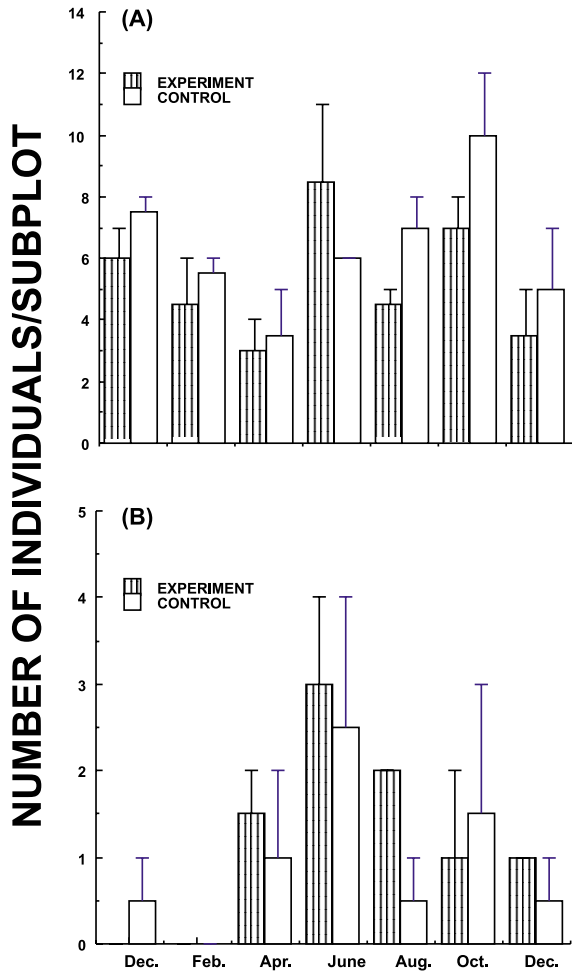 NUMBER OF INDIVIDUALS/SUBPLOT
(A)
EXPERIMENT
CONTROL
14
12
10
8
6
4
2
0
(B)
EXPERIMENT
CONTROL
5
4
3
2
1
0
Dec. Feb. Apr. June Aug. Oct. Dec.